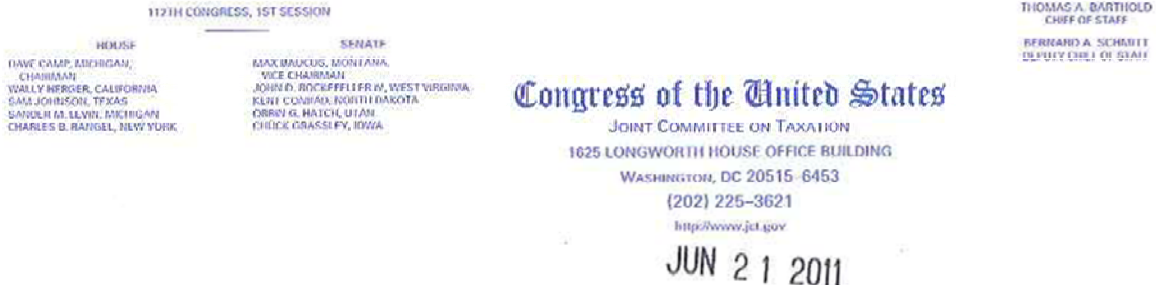 112TH CONGRESS, 1ST SESSION
HOUSE
DAVE CAMP, MICHIGAN,
CHAIRMAN
WALLY HERGER, CALIFORNIA
SAM JOHNSON, TEXAS
SANDER M. LEVIN, MICHIGAN
CHARLES B. RANGEL, NEW YORK
SENATE
MAX BAUCUS, MONTANA,
VICE CHAIRMAN
JOHN D. ROCKEFELLER IV, WEST VIRGINIA
KENT CONRAD, NORTH DAKOTA
ORRIN G. HATCH, UTAH
CHUCK GRASSLEY, IOWA
THOMAS A. BARTHOLD
CHIEF OF STAFF
BERNARD A. SCHMITT
DEPUTY CHIEF OF STAFF
Congress of the United States
JOINT COMMITTEE ON TAXATION
1625 LONGWORTH HOUSE OFFICE BUILDING
WASHINGTON, DC 20515-6453
(202) 225-3621
http://www.jct.gov
JUN 21 2011